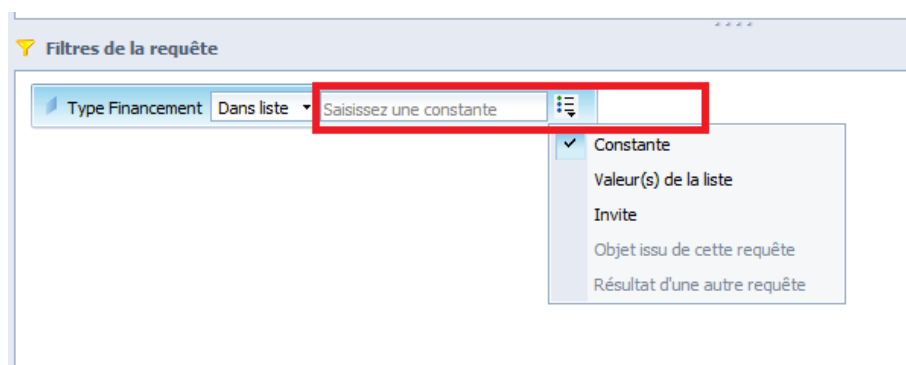 Filtres de la requête
Type Financement Dans liste Saisissez une constante
Constante
Valeur(s) de la liste
Invite
Objet issu de cette requête
Résultat d'une autre requête